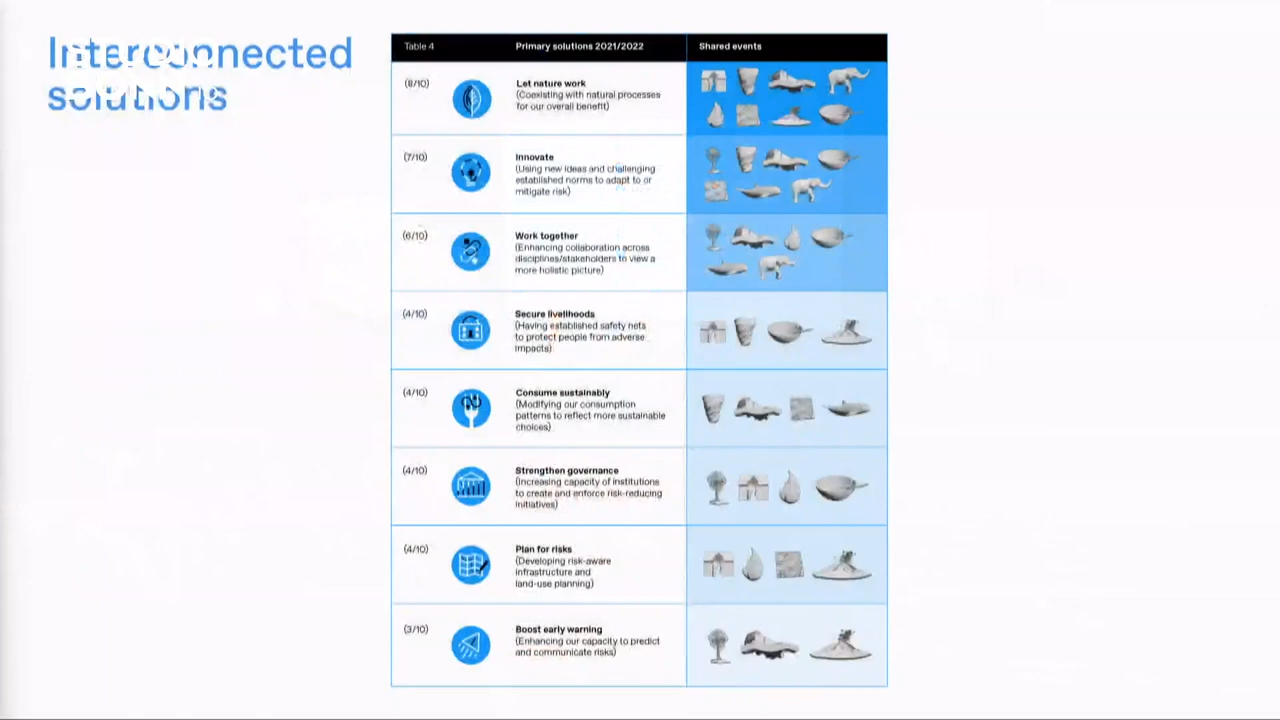 Interconnected
solutions
Table 4
Primary solutions 2021/2022
Shared events
(8/10)
Let nature work
(Coexisting with natural processes
for our overall benefit)
(7/10)
Innovate
(Using new ideas and challenging
established norms to adapt to or
mitigate risk)
(6/10)
Work together
(Enhancing collaboration across
disciplines/stakeholders to view a
more holistic picture)
(4/10)
Secure livelihoods
(Having established safety nets
to protect people from adverse
impacts)
(4/10)
Consume sustainably
(Modifying our consumption
patterns to reflect more sustainable
choices)
(4/10)
Strengthen governance
(Increasing capacity of institutions
to create and enforce risk-reducing
initiatives)
(4/10)
Plan for risks
(Developing risk-aware
infrastructure and
land-use planning)
(3/10)
Boost early warning
(Enhancing our capacity to predict
and communicate risks)